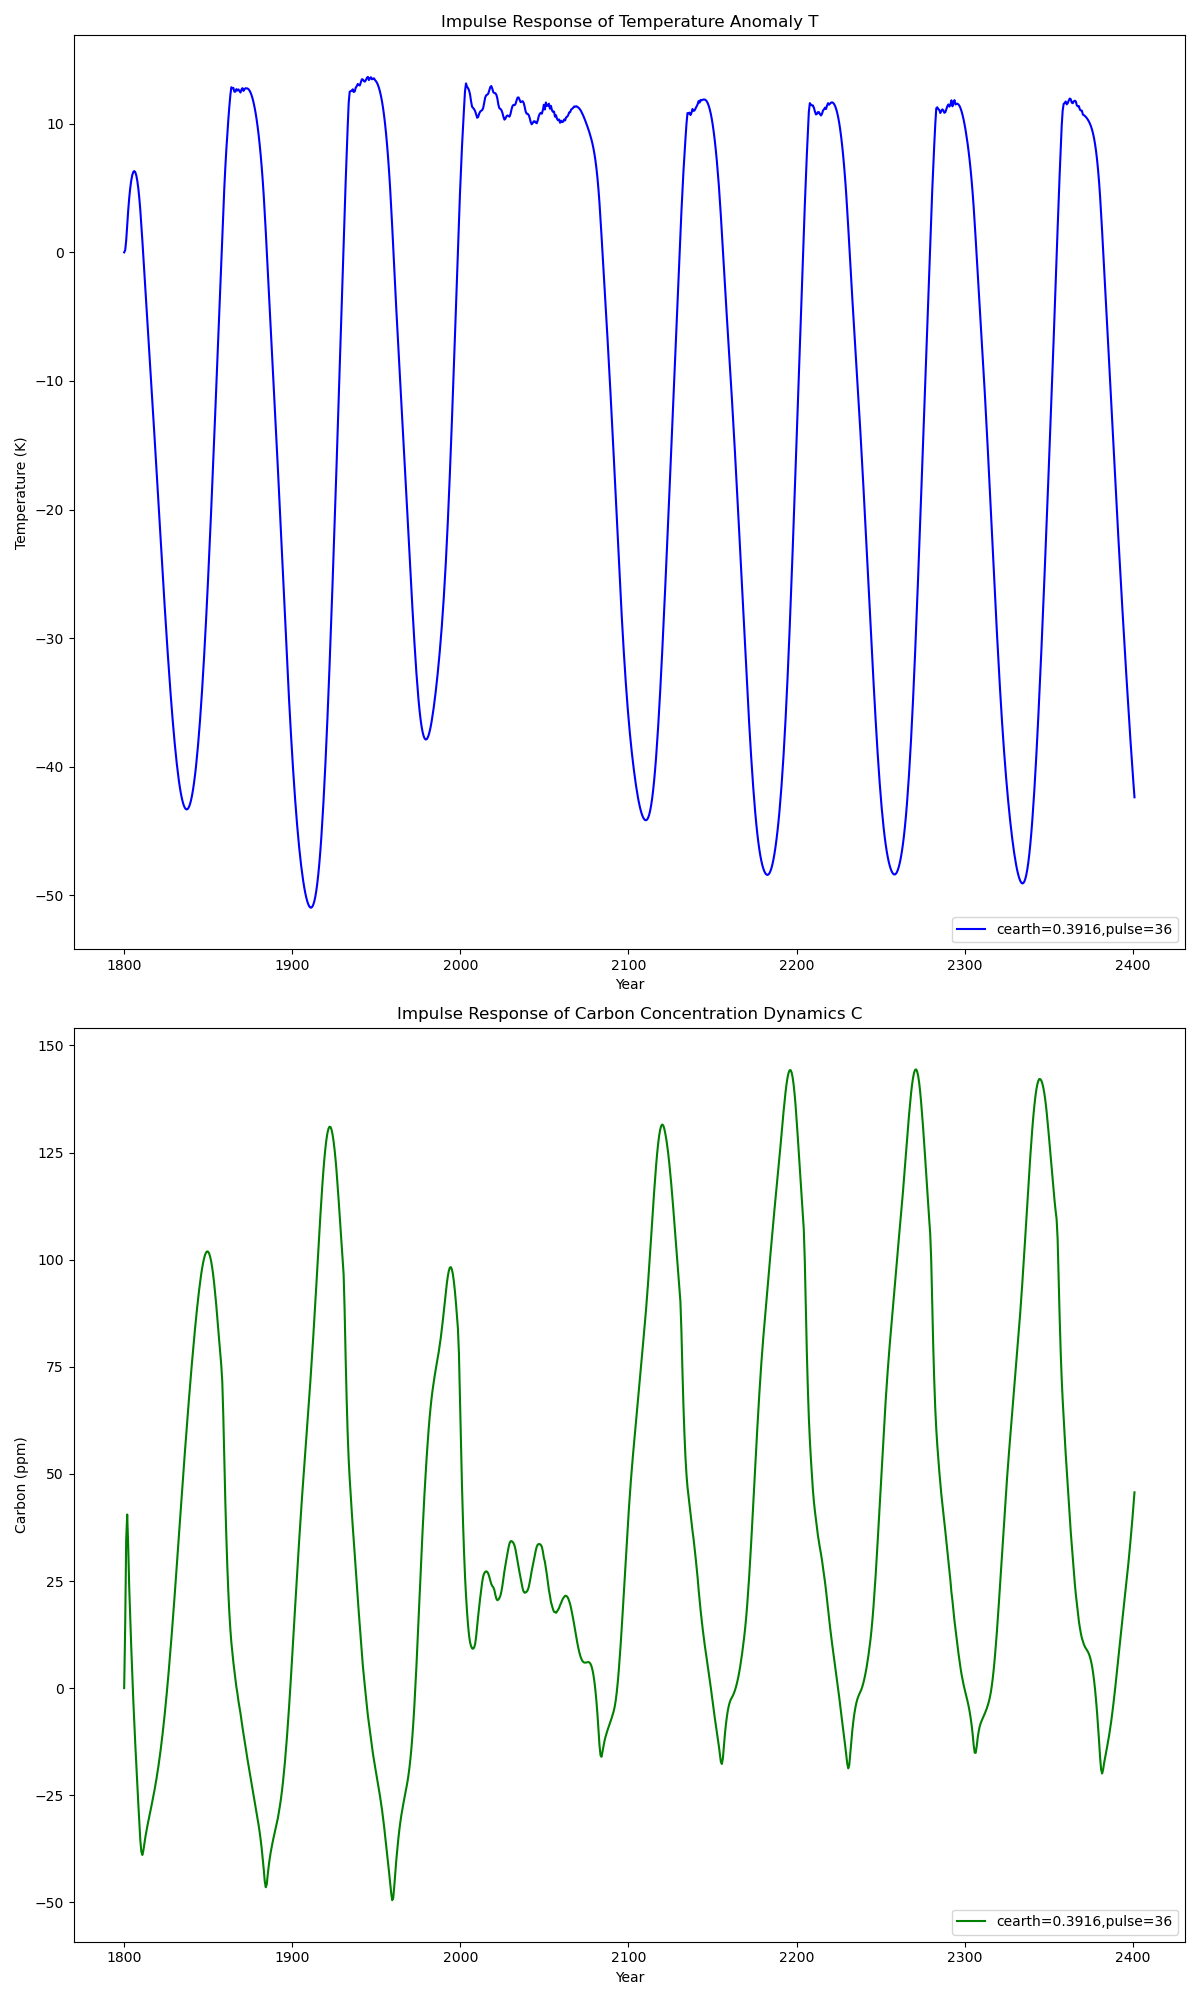 Impulse Response of Temperature Anomaly T
Temperature (K)
10
0
−10
−20
−30
−40
−50
cearth=0.3916,pulse=36
1800 1900 2000 2100 2200 2300 2400
Year
Impulse Response of Carbon Concentration Dynamics C
Carbon (ppm)
150
125
100
75
50
25
0
−25
−50
cearth=0.3916,pulse=36
1800 1900 2000 2100 2200 2300 2400
Year